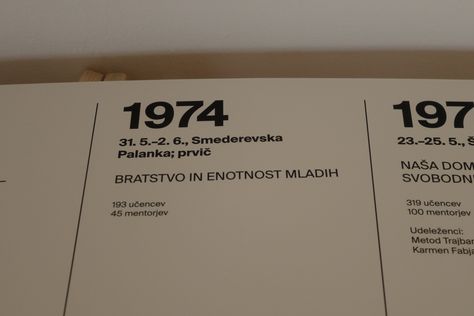 1974
31. 5.–2. 6., Smederevska
Palanka; prvič
BRATSTVO IN ENOTNOST MLADIH
193 učencev
45 mentorjev
197
23.–25. 5., Š
NAŠA DOM
SVOBODN
319 učencev
100 mentorjev
Udeleženci:
Metod Trajbar
Karmen Fabja